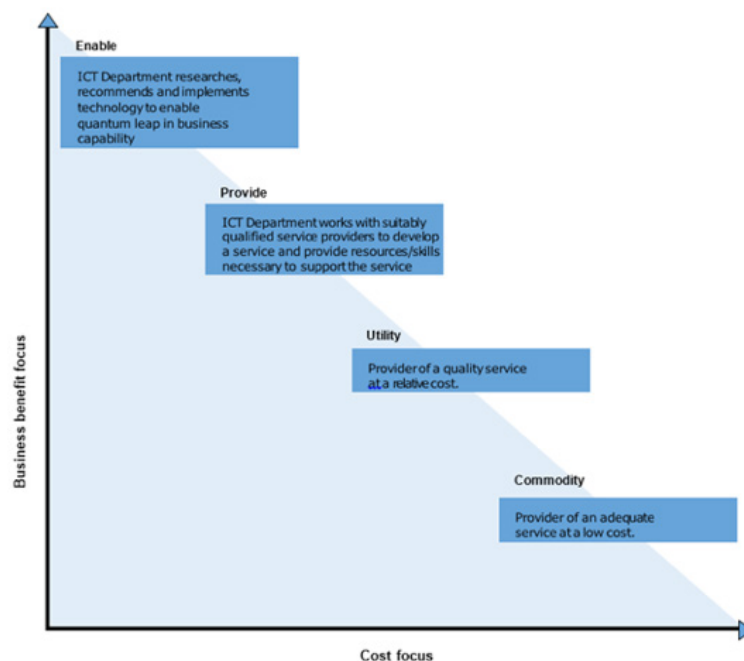 Enable
ICT Department researches,
recommends and implements
technology to enable
quantum leap in business
capability
Provide
ICT Department works with suitably
qualified service providers to develop
a service and provide resources/skills
necessary to support the service
Utility
Provider of a quality service
at a relative cost.
Commodity
Provider of an adequate
service at a low cost.
Business benefit focus
Cost focus